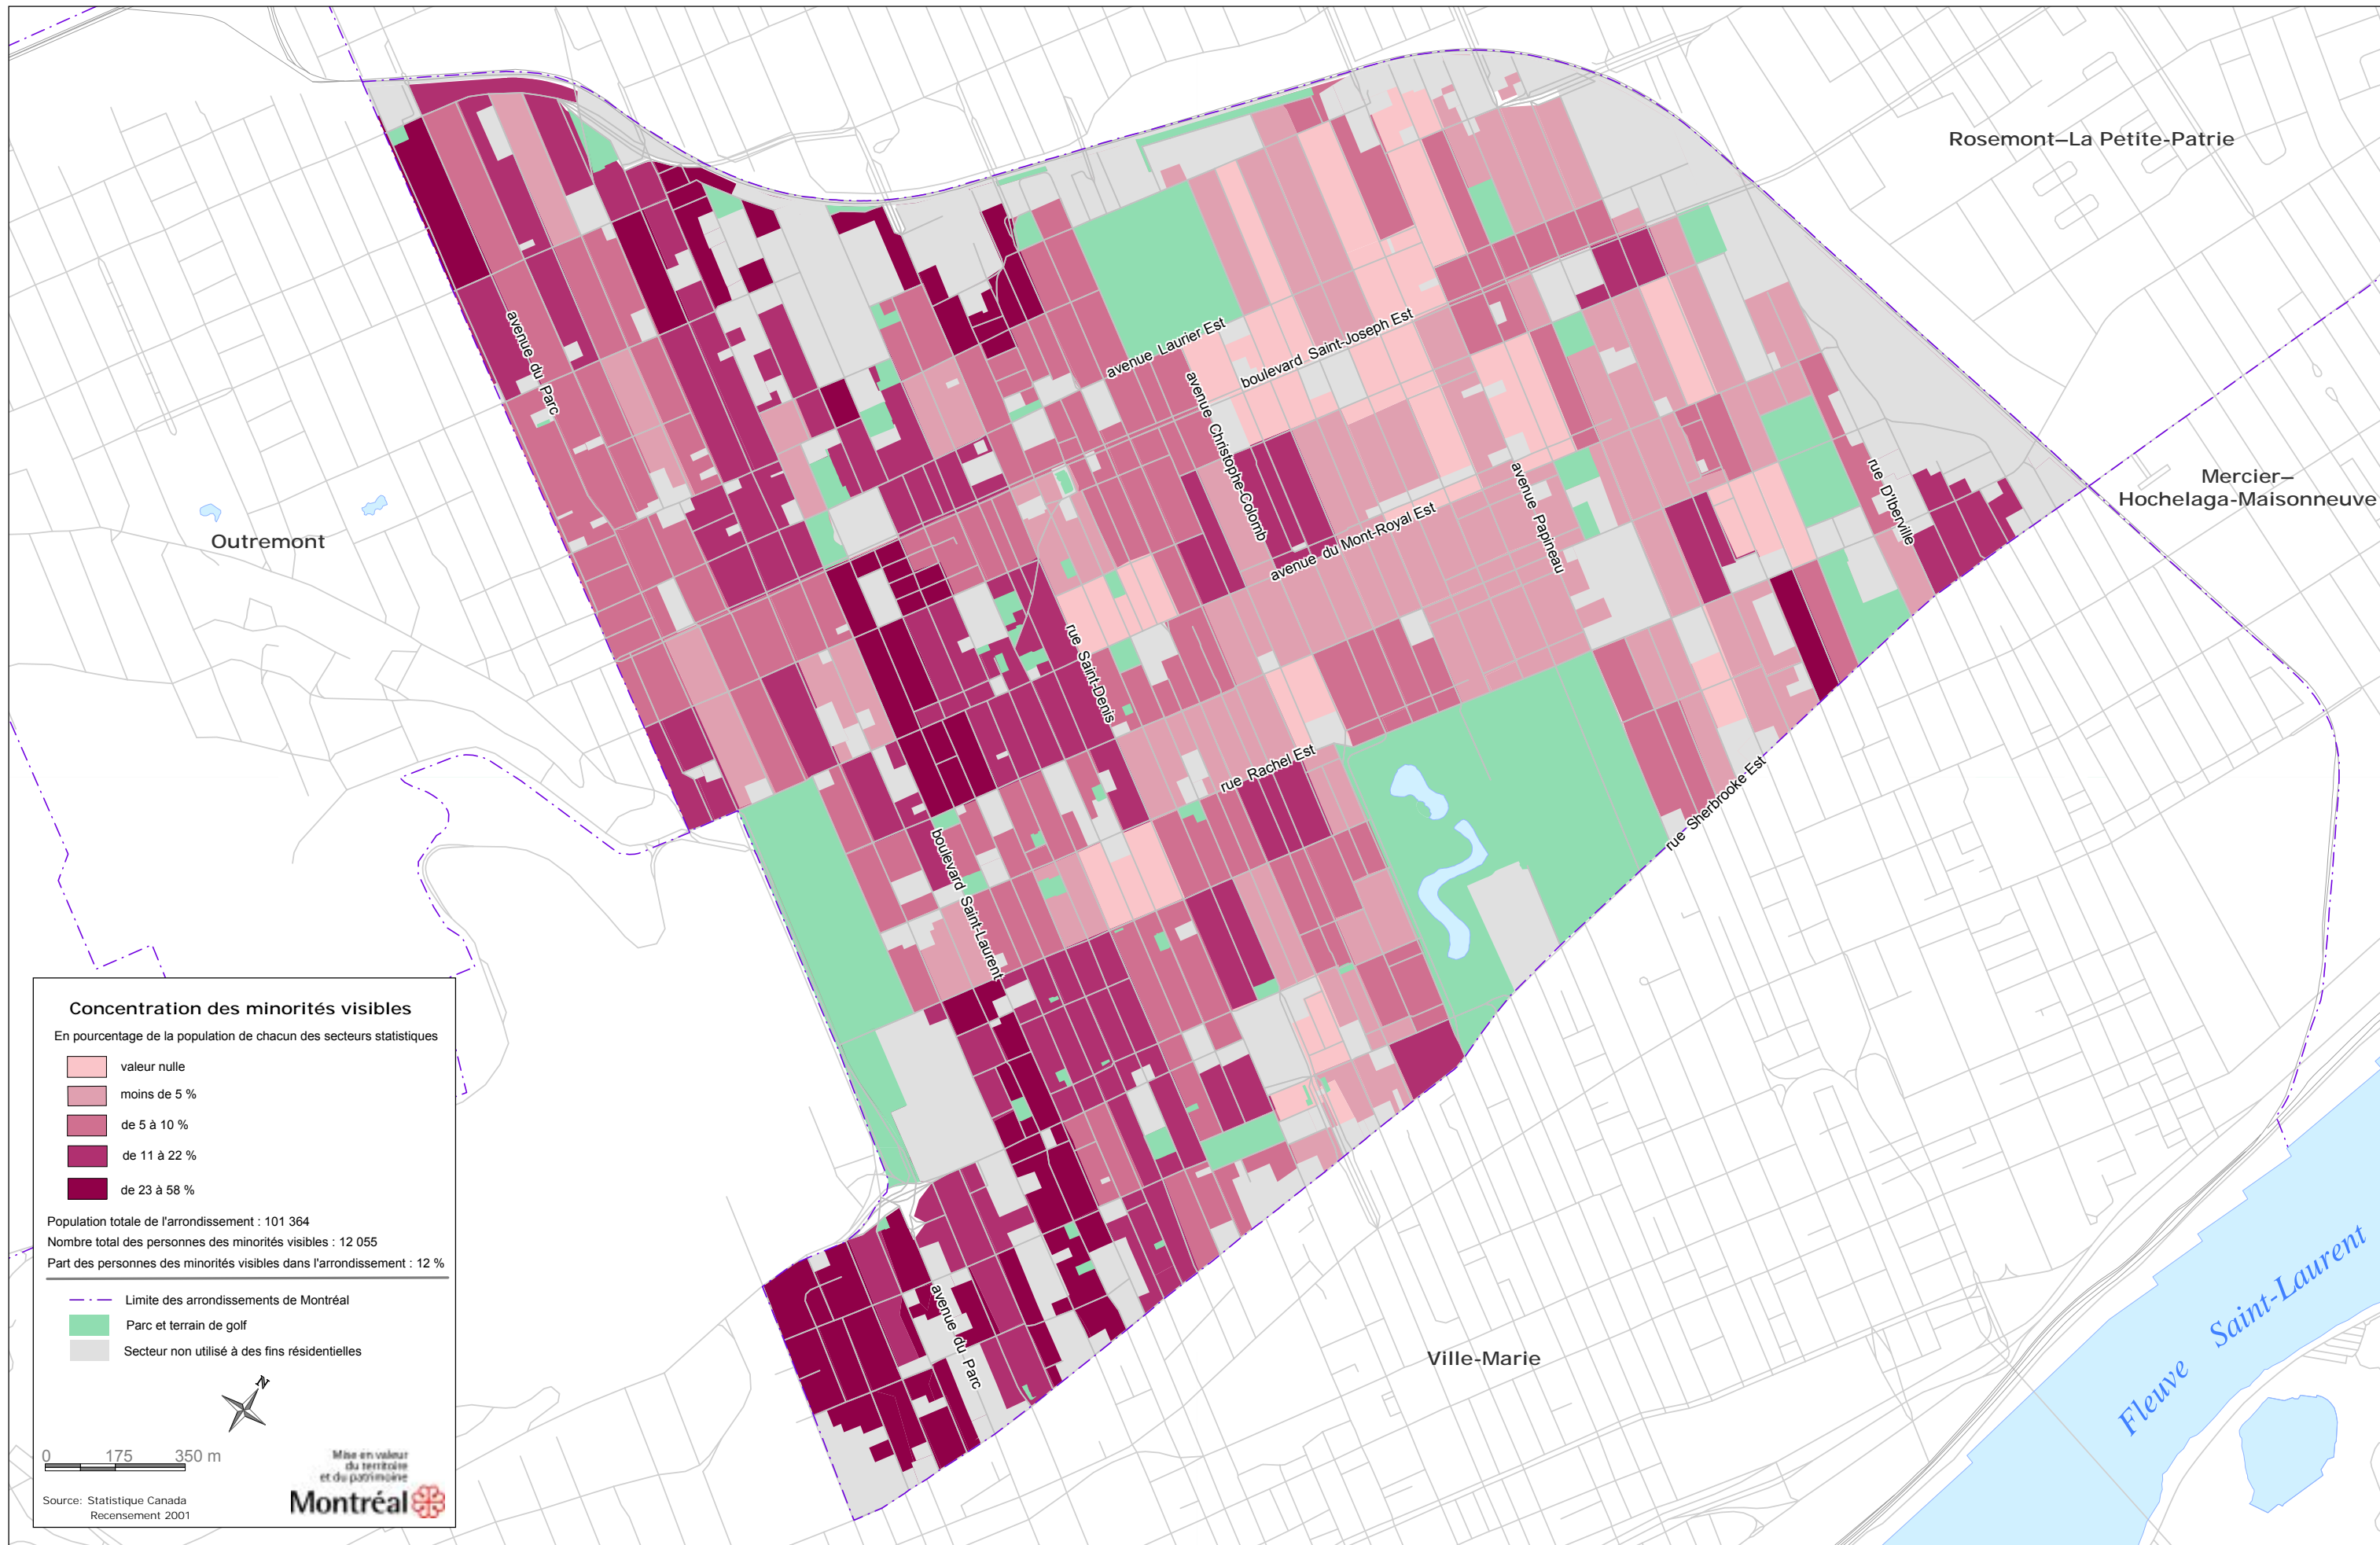 Rosemont–La Petite-Patrie
Mercier–
Hochelaga-Maisonneuve
Outremont
Ville-Marie
Fleuve Saint-Laurent
avenue du Parc
avenue Laurier Est
boulevard Saint-Joseph Est
avenue Christophe-Colomb
avenue du Mont-Royal Est
avenue Papineau
rue D'Iberville
rue Saint-Denis
rue Rachel Est
rue Sherbrooke Est
boulevard Saint-Laurent
avenue du Parc
Concentration des minorités visibles
En pourcentage de la population de chacun des secteurs statistiques
valeur nulle
moins de 5 %
de 5 à 10 %
de 11 à 22 %
de 23 à 58 %
Population totale de l'arrondissement : 101 364
Nombre total des personnes des minorités visibles : 12 055
Part des personnes des minorités visibles dans l'arrondissement : 12 %
Limite des arrondissements de Montréal
Parc et terrain de golf
Secteur non utilisé à des fins résidentielles
N
0 175 350 m
Mise en valeur
du territoire
et du patrimoine
Montréal
Source: Statistique Canada
Recensement 2001